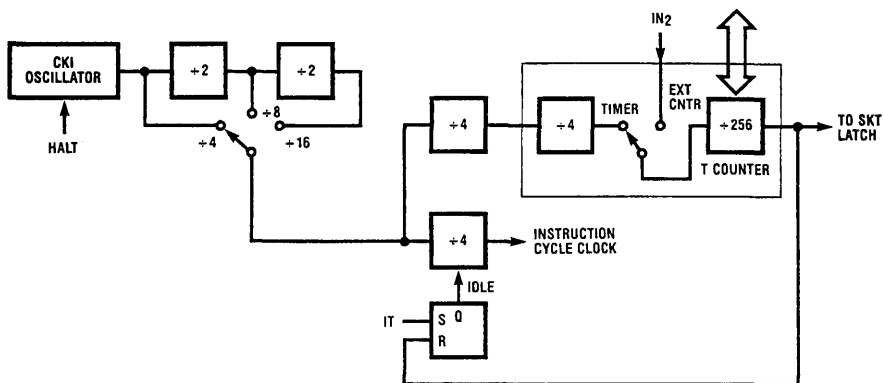 IN2
CKI
OSCILLATOR
÷2
÷2
HALT
÷4
÷8
÷16
÷4
÷4
TIMER
EXT
CNTR
÷256
T COUNTER
TO SKT
LATCH
÷4
INSTRUCTION
CYCLE CLOCK
IDLE
IT
S Q
R